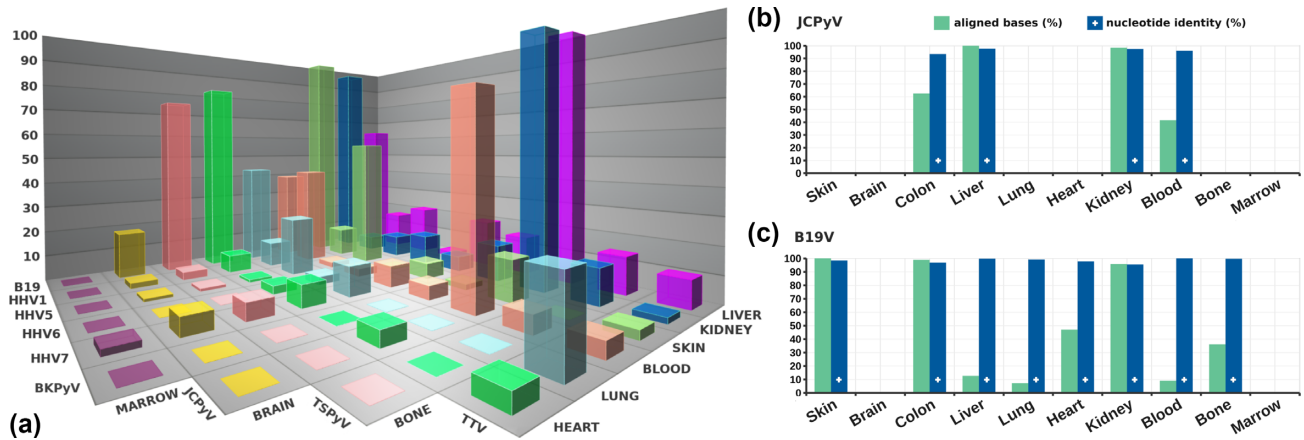 100
90
80
70
60
50
40
30
20
10
B19
HHV1
HHV5
HHV6
HHV7
BKPyV
JCPyV
TSPyV
TTV
MARROW
BRAIN
BONE
HEART
LUNG
BLOOD
SKIN
KIDNEY
LIVER
(a)
(b) JCPyV
aligned bases (%) + nucleotide identity (%)
100
90
80
70
60
50
40
30
20
10
0
+ + + +
Skin Brain Colon Liver Lung Heart Kidney Blood Bone Marrow
(c) B19V
100
90
80
70
60
50
40
30
20
10
0
+ + + + + + + +
Skin Brain Colon Liver Lung Heart Kidney Blood Bone Marrow